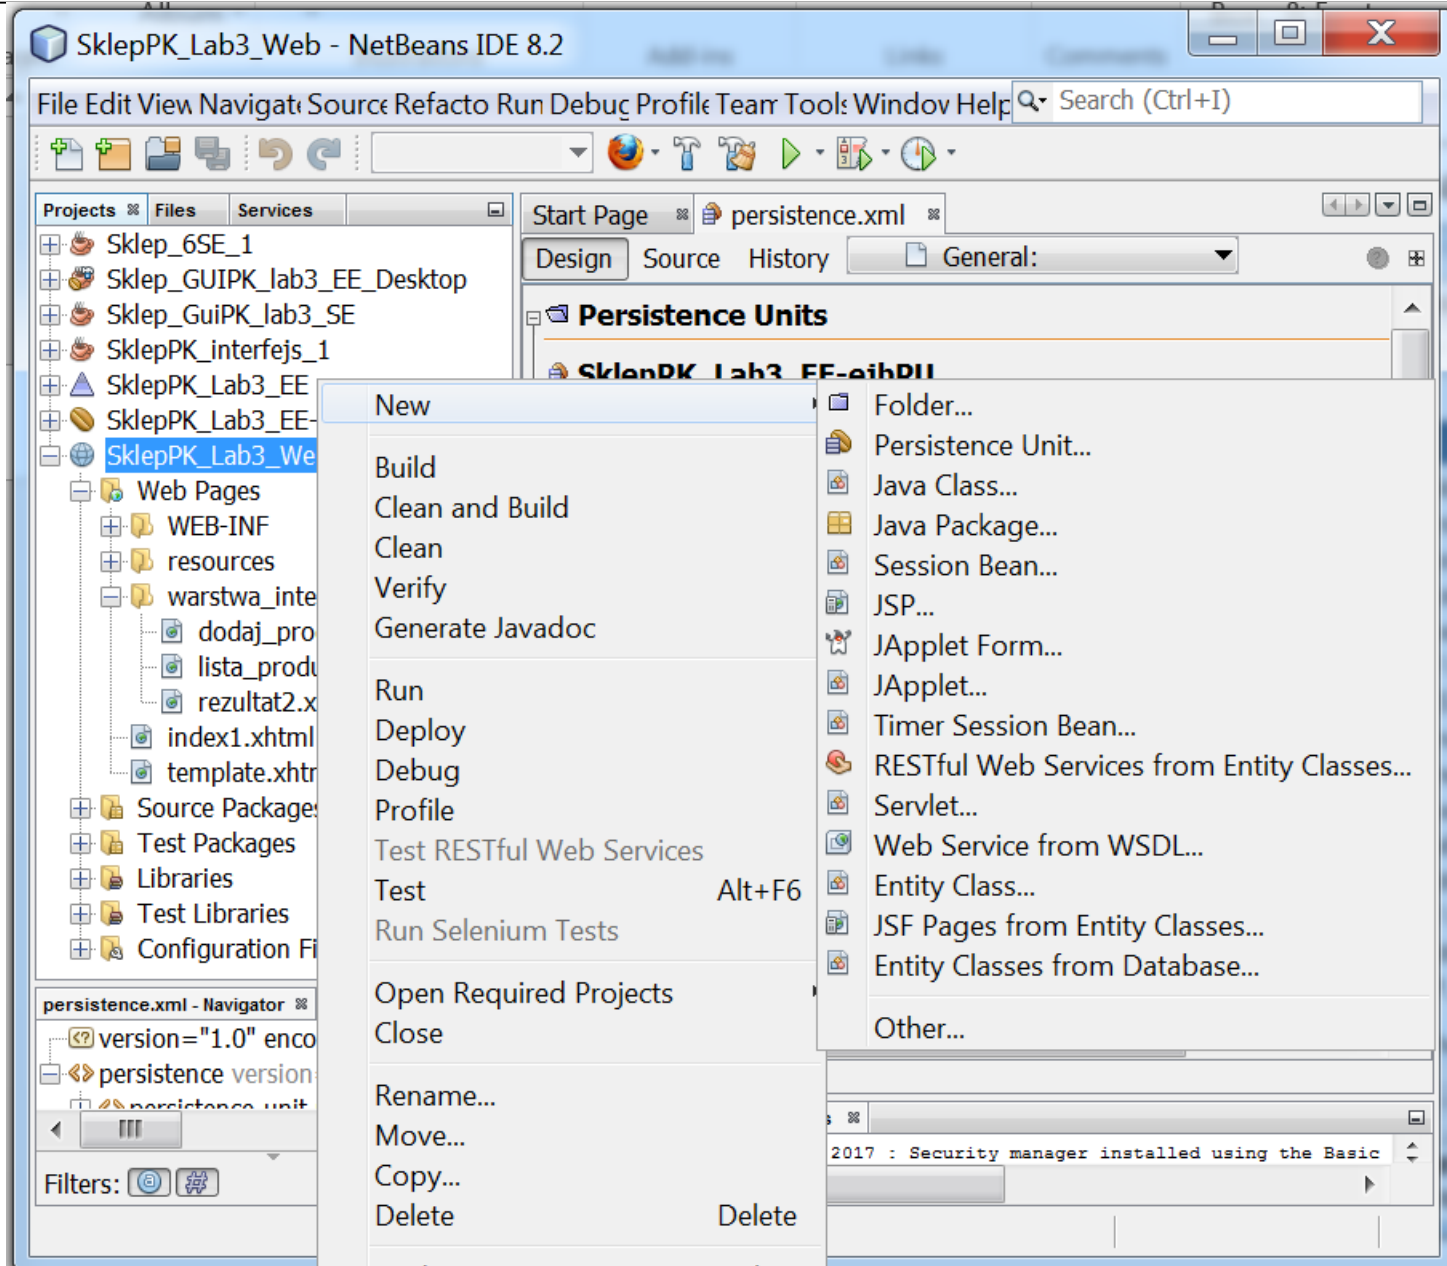 SklepPK_Lab3_Web - NetBeans IDE 8.2
File Edit View Navigate Source Refacto Run Debug Profile Team Tools Window Help Search (Ctrl+I)
Projects Files Services
Start Page persistence.xml
Design Source History General:
Sklep_6SE_1
Sklep_GUIPK_lab3_EE_Desktop
Sklep_GuiPK_lab3_SE
SklepPK_interfejs_1
SklepPK_Lab3_EE
SklepPK_Lab3_EE-
SklepPK_Lab3_We
Web Pages
WEB-INF
resources
warstwa_inte
dodaj_pro
lista_produ
rezultat2.x
index1.xhtml
template.xhtm
Source Packages
Test Packages
Libraries
Test Libraries
Configuration Fi
Persistence Units
SklepPK_Lab3_EE-ejbPU
New
Build
Clean and Build
Clean
Verify
Generate Javadoc
Run
Deploy
Debug
Profile
Test RESTful Web Services
Test Alt+F6
Run Selenium Tests
Open Required Projects
Close
Rename...
Move...
Copy...
Delete Delete
Folder...
Persistence Unit...
Java Class...
Java Package...
Session Bean...
JSP...
JApplet Form...
JApplet...
Timer Session Bean...
RESTful Web Services from Entity Classes...
Servlet...
Web Service from WSDL...
Entity Class...
JSF Pages from Entity Classes...
Entity Classes from Database...
Other...
persistence.xml - Navigator
version="1.0" enco
persistence version
persistence-unit
Filters:
2017 : Security manager installed using the Basic